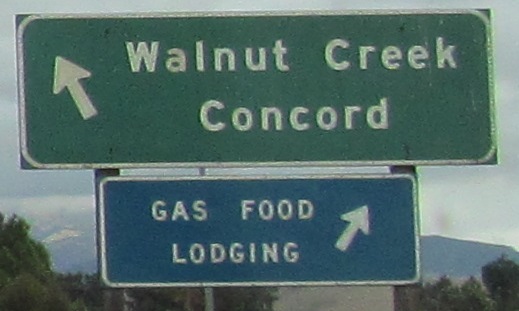 Walnut Creek
Concord
GAS FOOD
LODGING